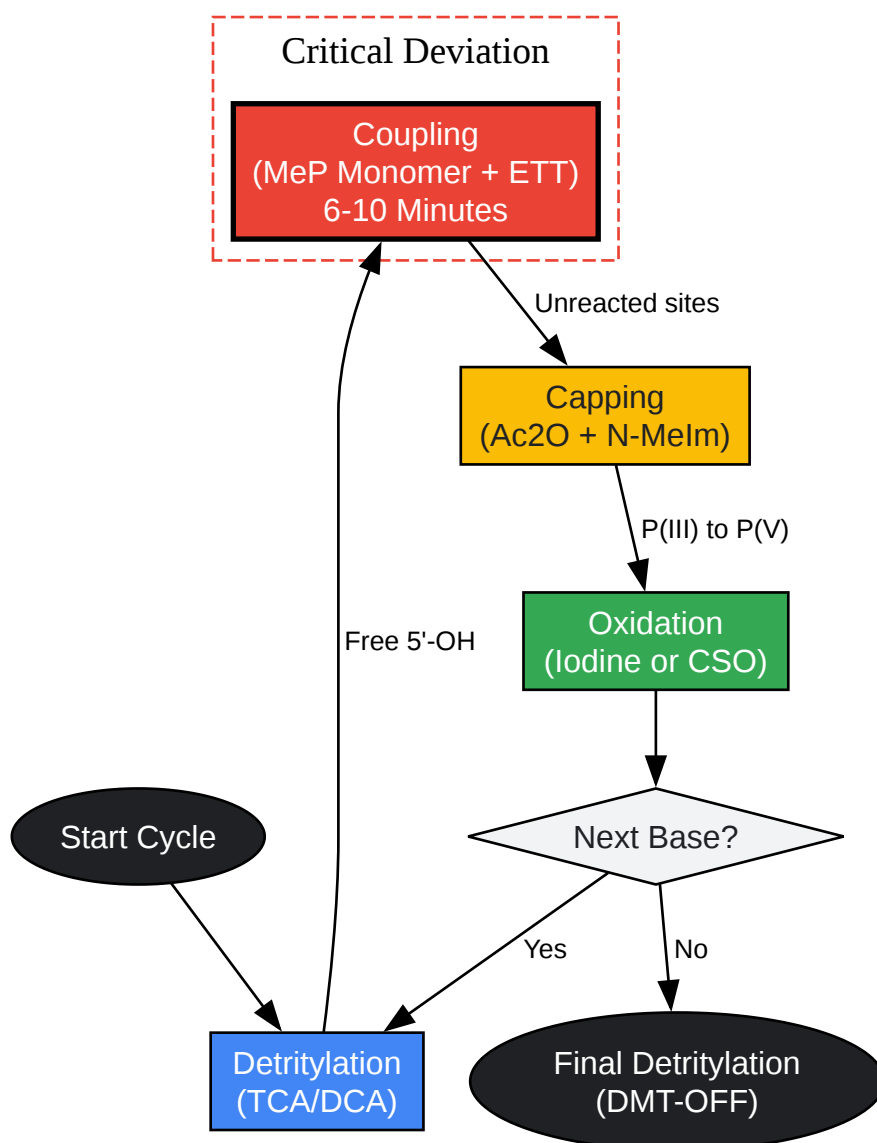 Critical Deviation
Coupling
(MeP Monomer + ETT)
6-10 Minutes
Unreacted sites
Capping
(Ac2O + N-MeIm)
P(III) to P(V)
Oxidation
(Iodine or CSO)
Free 5'-OH
Start Cycle
Next Base?
Yes
No
Detritylation
(TCA/DCA)
Final Detritylation
(DMT-OFF)